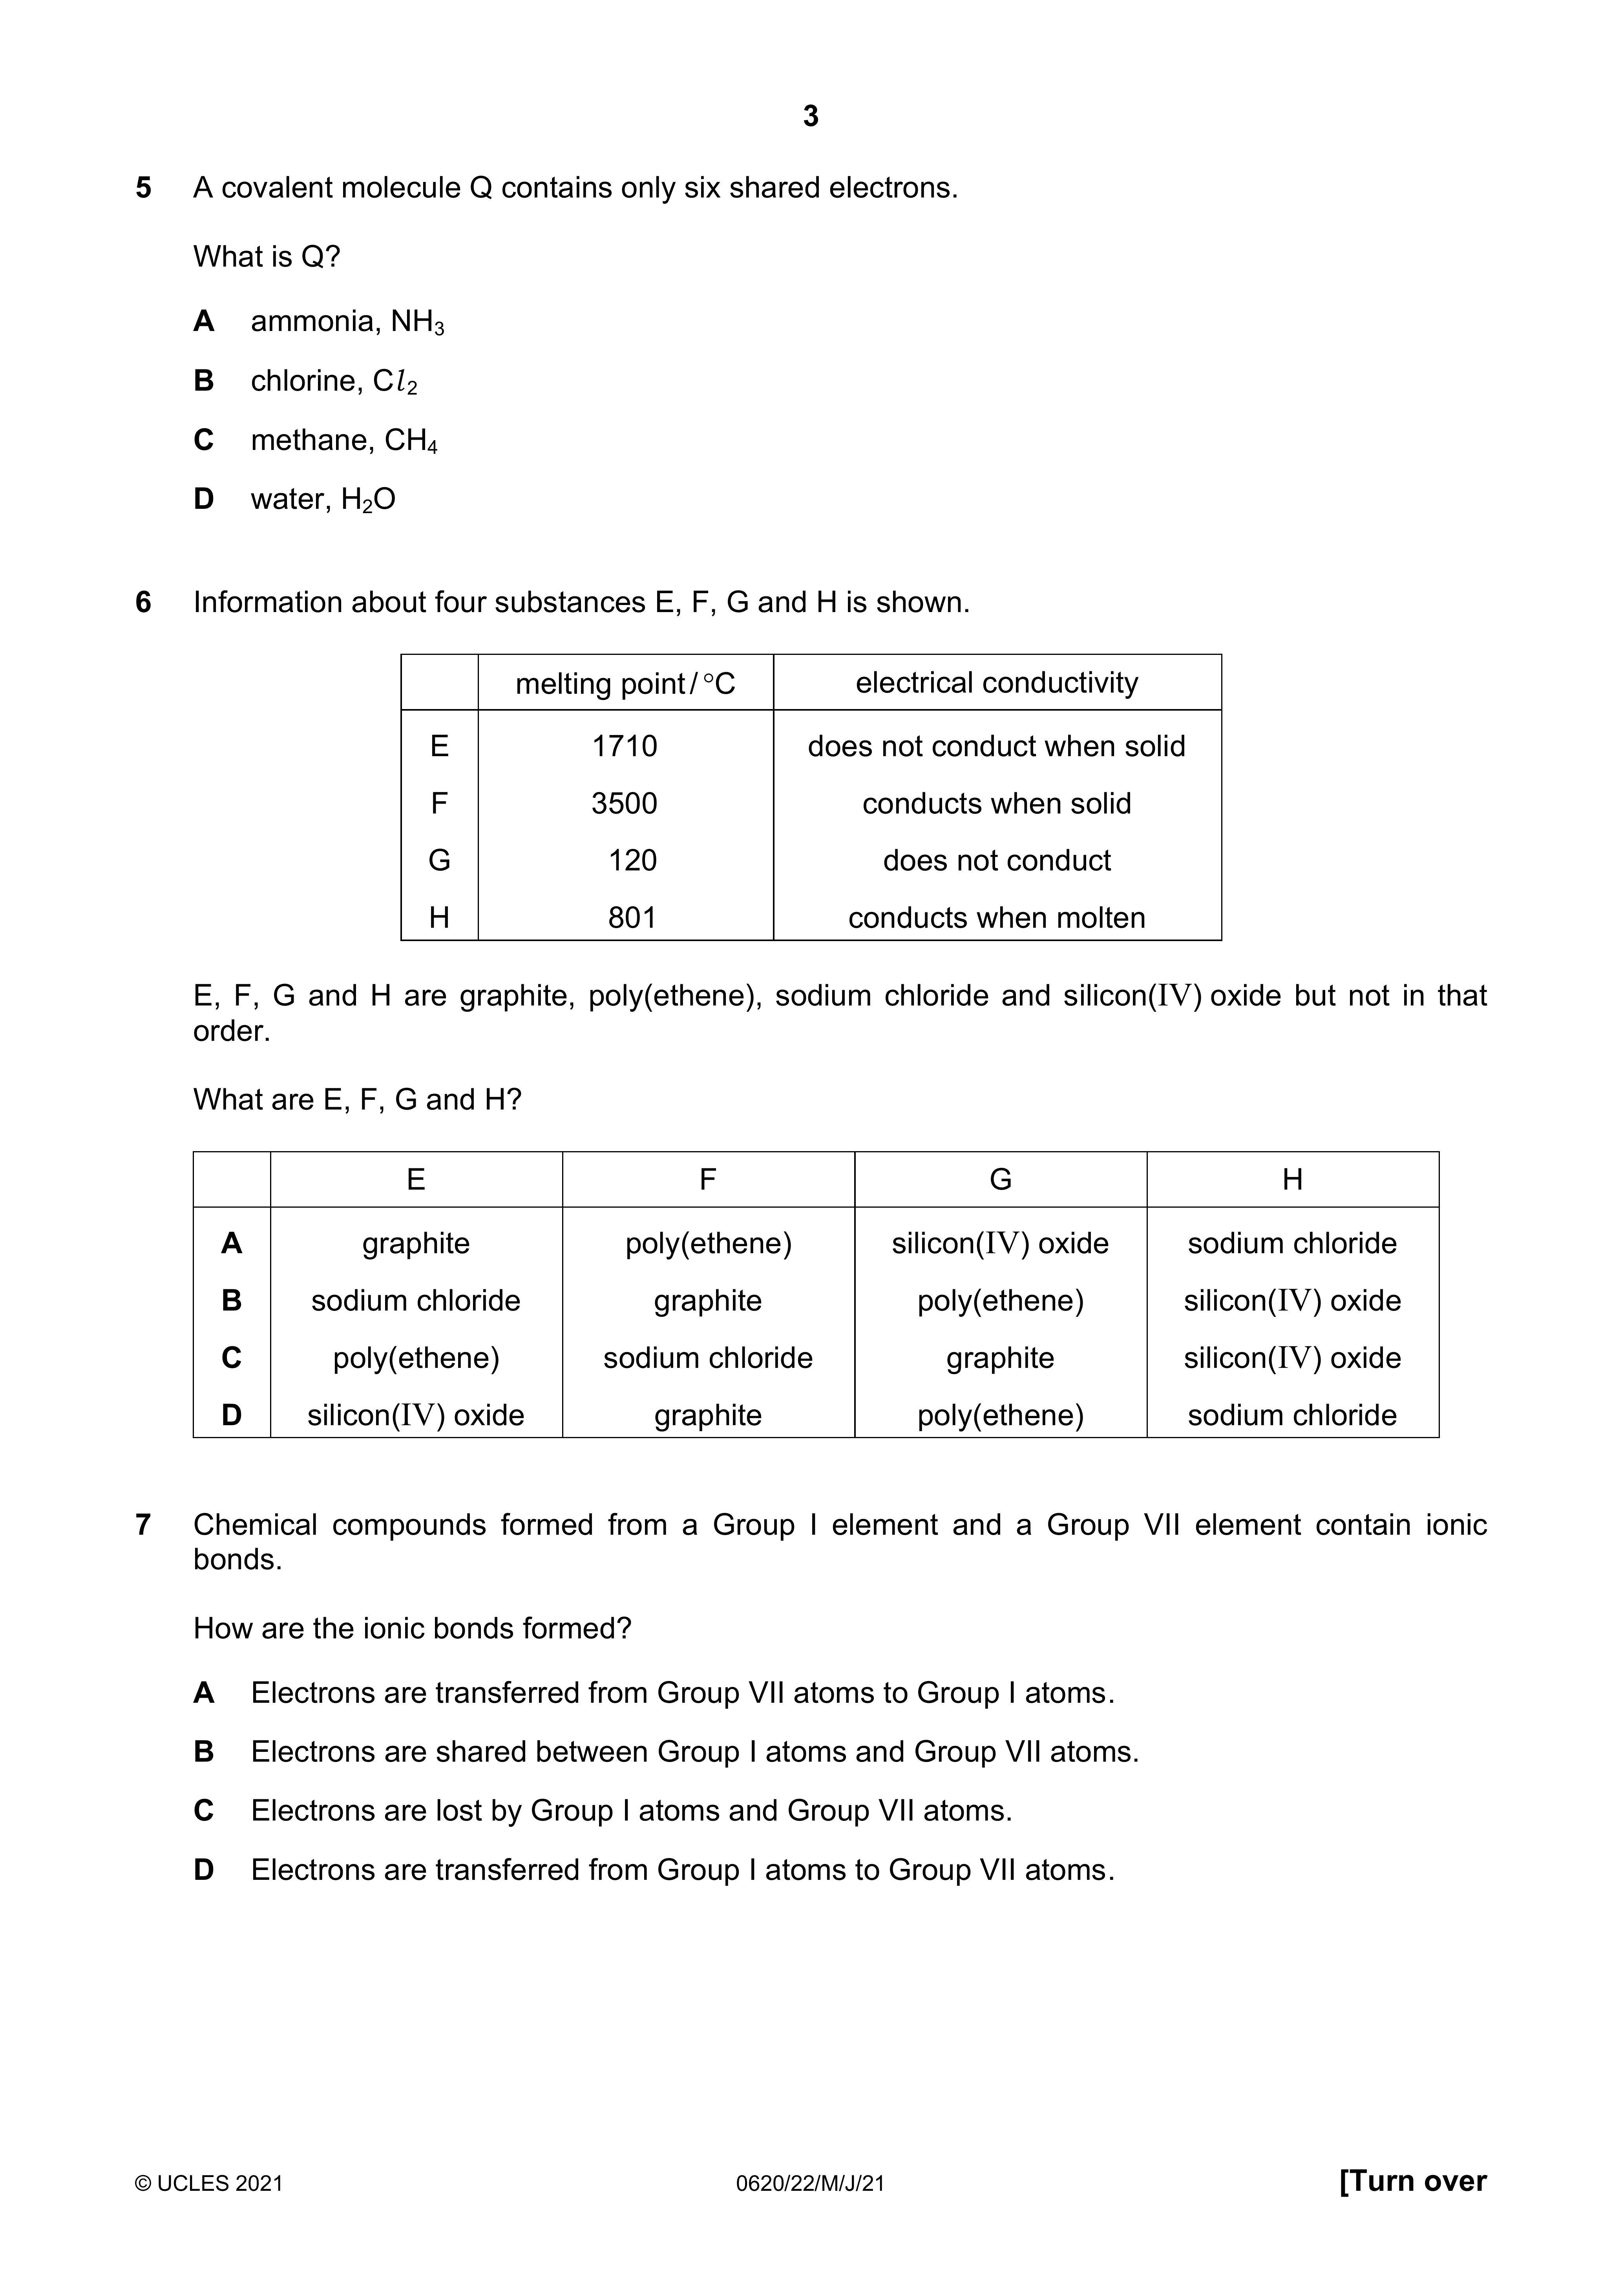 3
5 A covalent molecule Q contains only six shared electrons.
What is Q?
A ammonia, NH3
B chlorine, Cl2
C methane, CH4
D water, H2O
6 Information about four substances E, F, G and H is shown.
melting point / °C electrical conductivity
E 1710 does not conduct when solid
F 3500 conducts when solid
G 120 does not conduct
H 801 conducts when molten
E, F, G and H are graphite, poly(ethene), sodium chloride and silicon(IV) oxide but not in that
order.
What are E, F, G and H?
E F G H
A graphite poly(ethene) silicon(IV) oxide sodium chloride
B sodium chloride graphite poly(ethene) silicon(IV) oxide
C poly(ethene) sodium chloride graphite silicon(IV) oxide
D silicon(IV) oxide graphite poly(ethene) sodium chloride
7 Chemical compounds formed from a Group I element and a Group VII element contain ionic
bonds.
How are the ionic bonds formed?
A Electrons are transferred from Group VII atoms to Group I atoms.
B Electrons are shared between Group I atoms and Group VII atoms.
C Electrons are lost by Group I atoms and Group VII atoms.
D Electrons are transferred from Group I atoms to Group VII atoms.
© UCLES 2021 0620/22/M/J/21 [Turn over